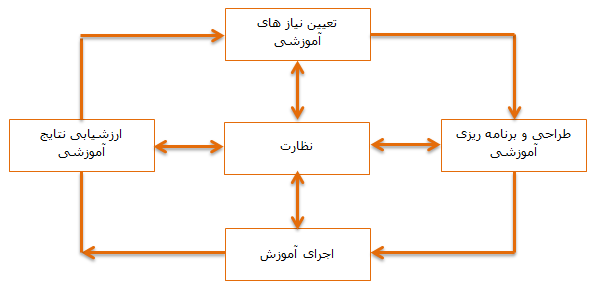 تعیین نیاز های
آموزشی
طراحی و برنامه ریزی
آموزشی
نظارت
ارزشیابی نتایج
آموزشی
اجرای آموزش